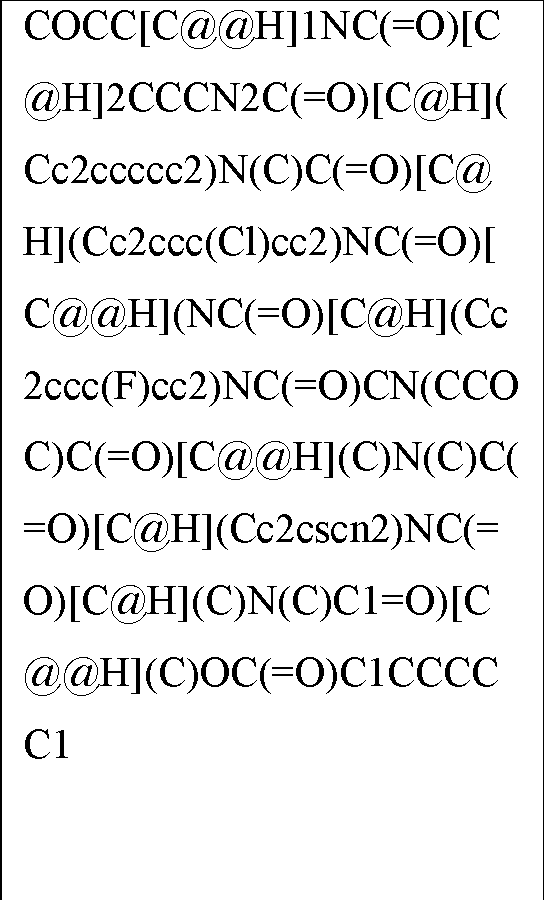 COCC[C@@H]1NC(=O)[C
@H]2CCCN2C(=O)[C@H](
Cc2ccccc2)N(C)C(=O)[C@
H](Cc2ccc(Cl)cc2)NC(=O)[
C@@H](NC(=O)[C@H](Cc
2ccc(F)cc2)NC(=O)CN(CCO
C)C(=O)[C@@H](C)N(C)C(
=O)[C@H](Cc2cscn2)NC(=
O)[C@H](C)N(C)C1=O)[C
@@H](C)OC(=O)C1CCCC
C1